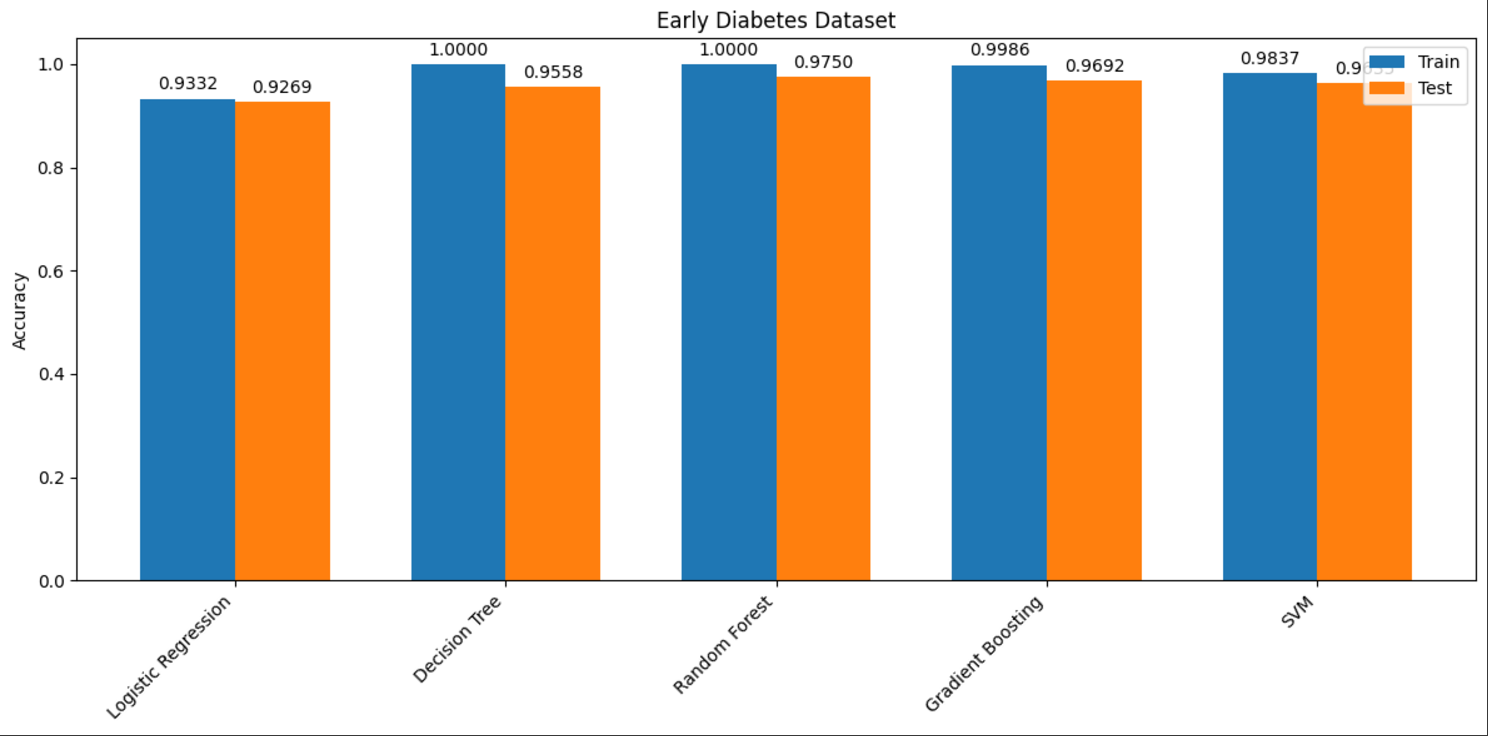 Early Diabetes Dataset
1.0000 1.0000 0.9986
0.9332 0.9269 0.9558 0.9750 0.9692 0.9837
Train
Test
Accuracy
1.0
0.8
0.6
0.4
0.2
0.0
Logistic Regression
Decision Tree
Random Forest
Gradient Boosting
SVM